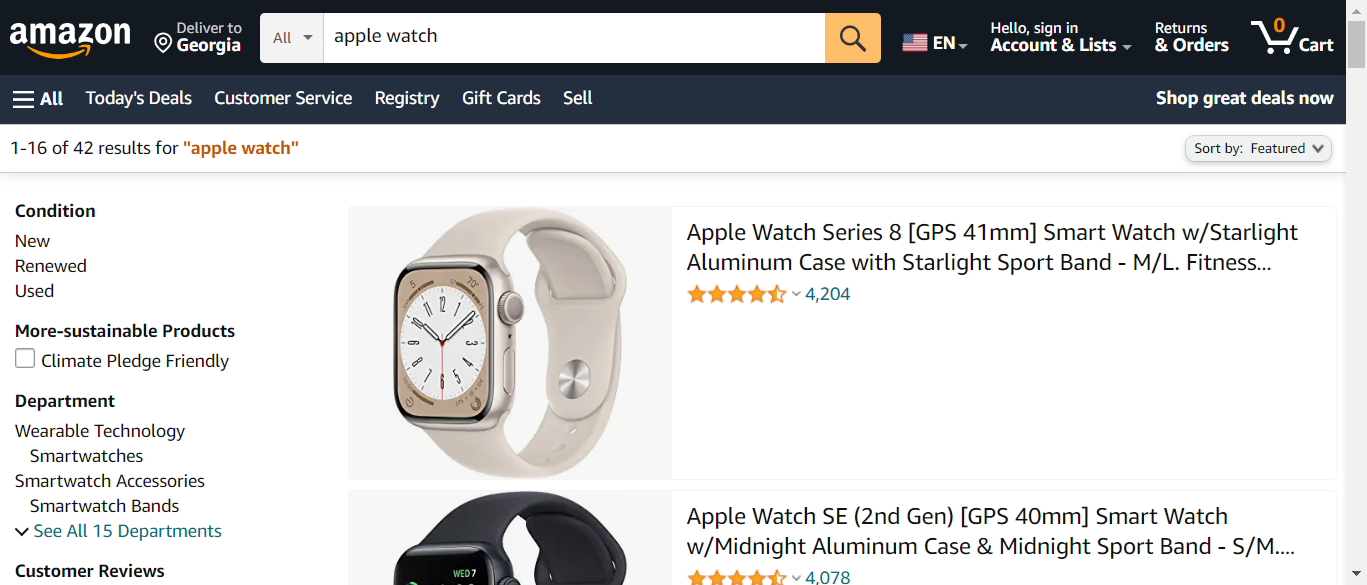 amazon
Deliver to
Georgia
All
apple watch
EN
Hello, sign in
Account & Lists
Returns
& Orders
0
Cart
All
Today's Deals
Customer Service
Registry
Gift Cards
Sell
Shop great deals now
1-16 of 42 results for "apple watch"
Sort by: Featured
Condition
New
Renewed
Used
More-sustainable Products
Climate Pledge Friendly
Department
Wearable Technology
Smartwatches
Smartwatch Accessories
Smartwatch Bands
See All 15 Departments
Customer Reviews
Apple Watch Series 8 [GPS 41mm] Smart Watch w/Starlight
Aluminum Case with Starlight Sport Band - M/L. Fitness...
4,204
Apple Watch SE (2nd Gen) [GPS 40mm] Smart Watch
w/Midnight Aluminum Case & Midnight Sport Band - S/M....
4,078
WED 7